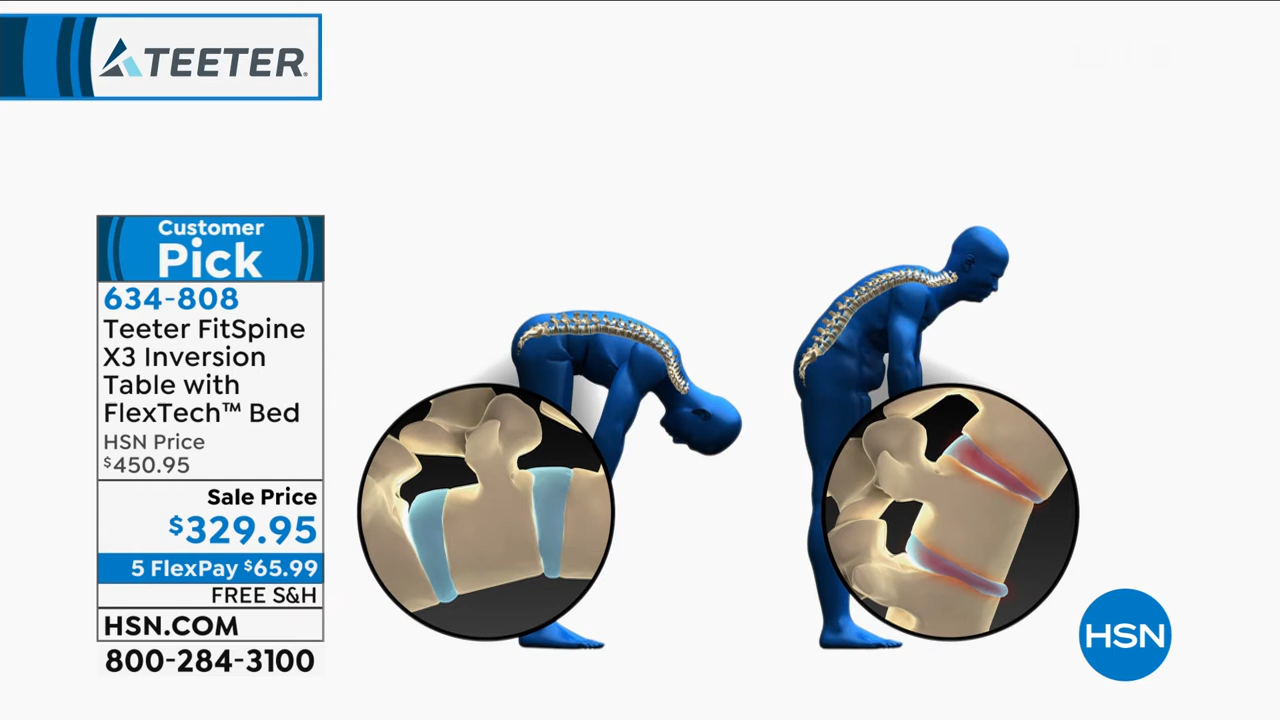 TEETER®
Customer
Pick
634-808
Teeter FitSpine
X3 Inversion
Table with
FlexTech™ Bed
HSN Price
$450.95
Sale Price
$329.95
5 FlexPay $65.99
FREE S&H
HSN.COM
800-284-3100
HSN